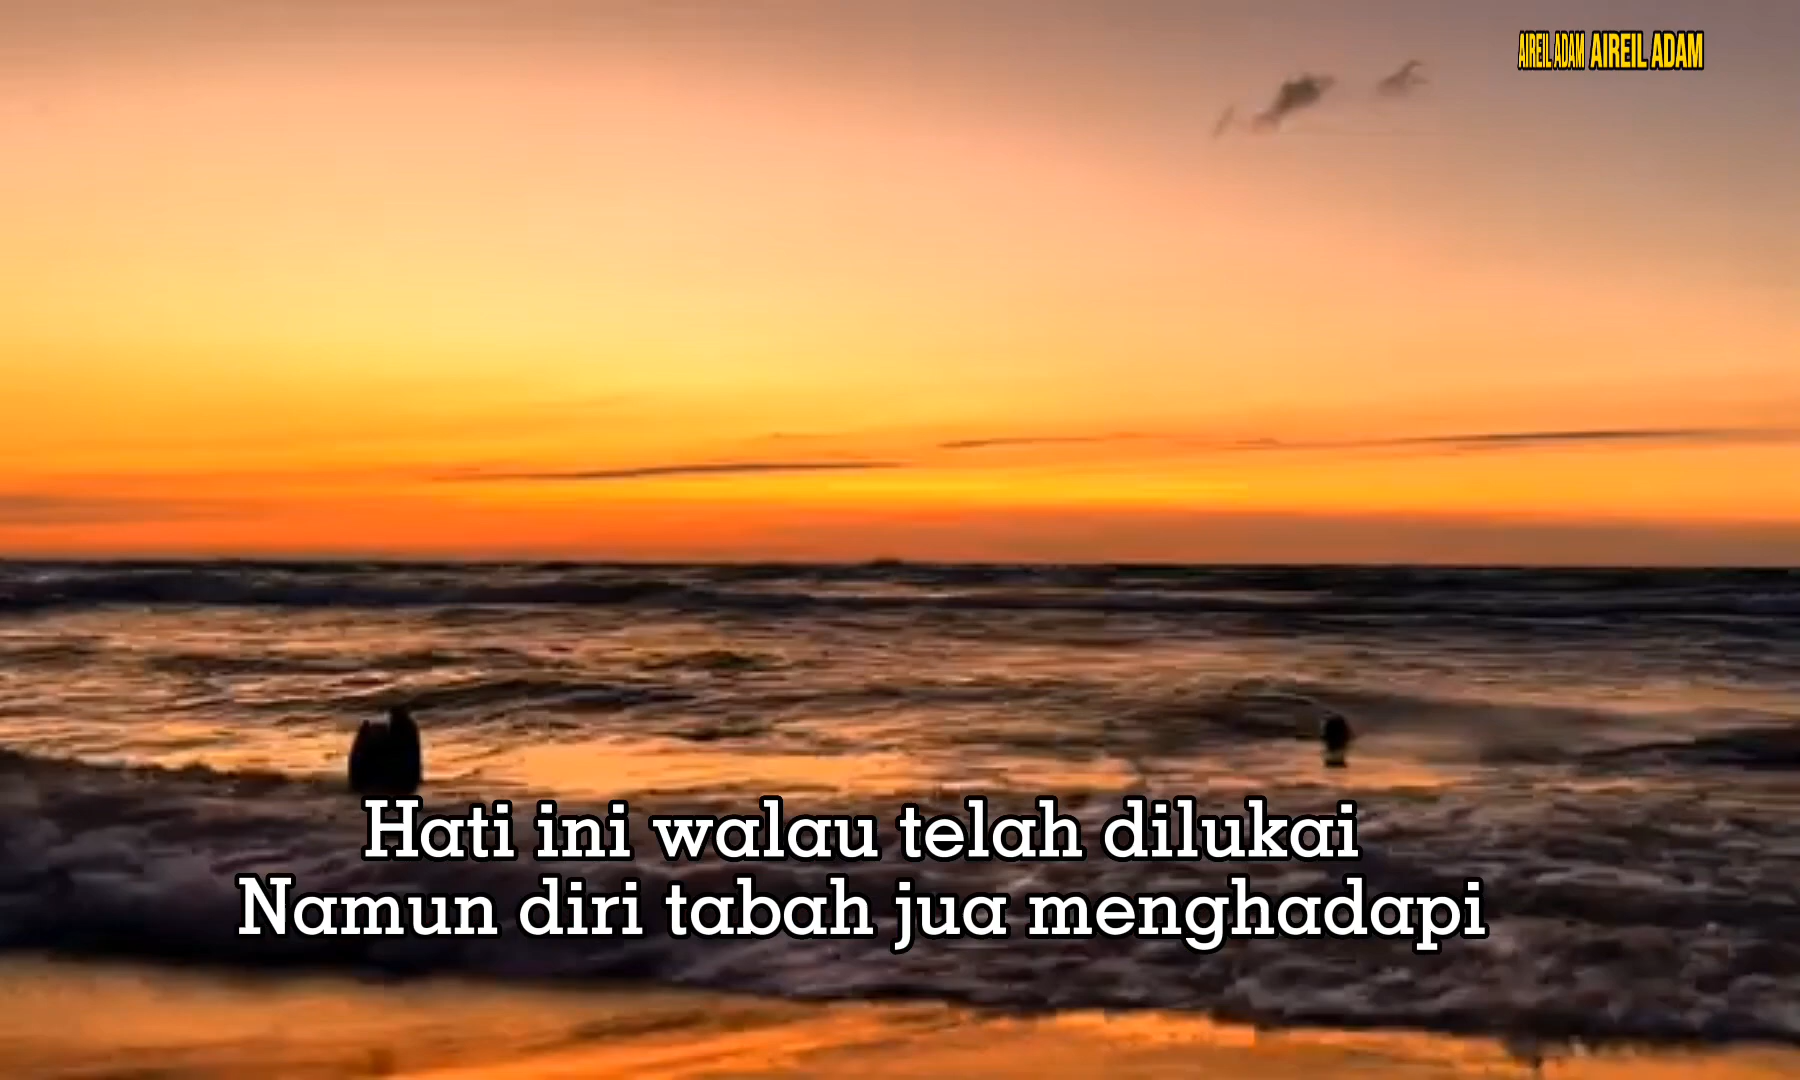 AIREIL ADAM AIREIL ADAM
Hati ini walau telah dilukai
Namun diri tabah jua menghadapi